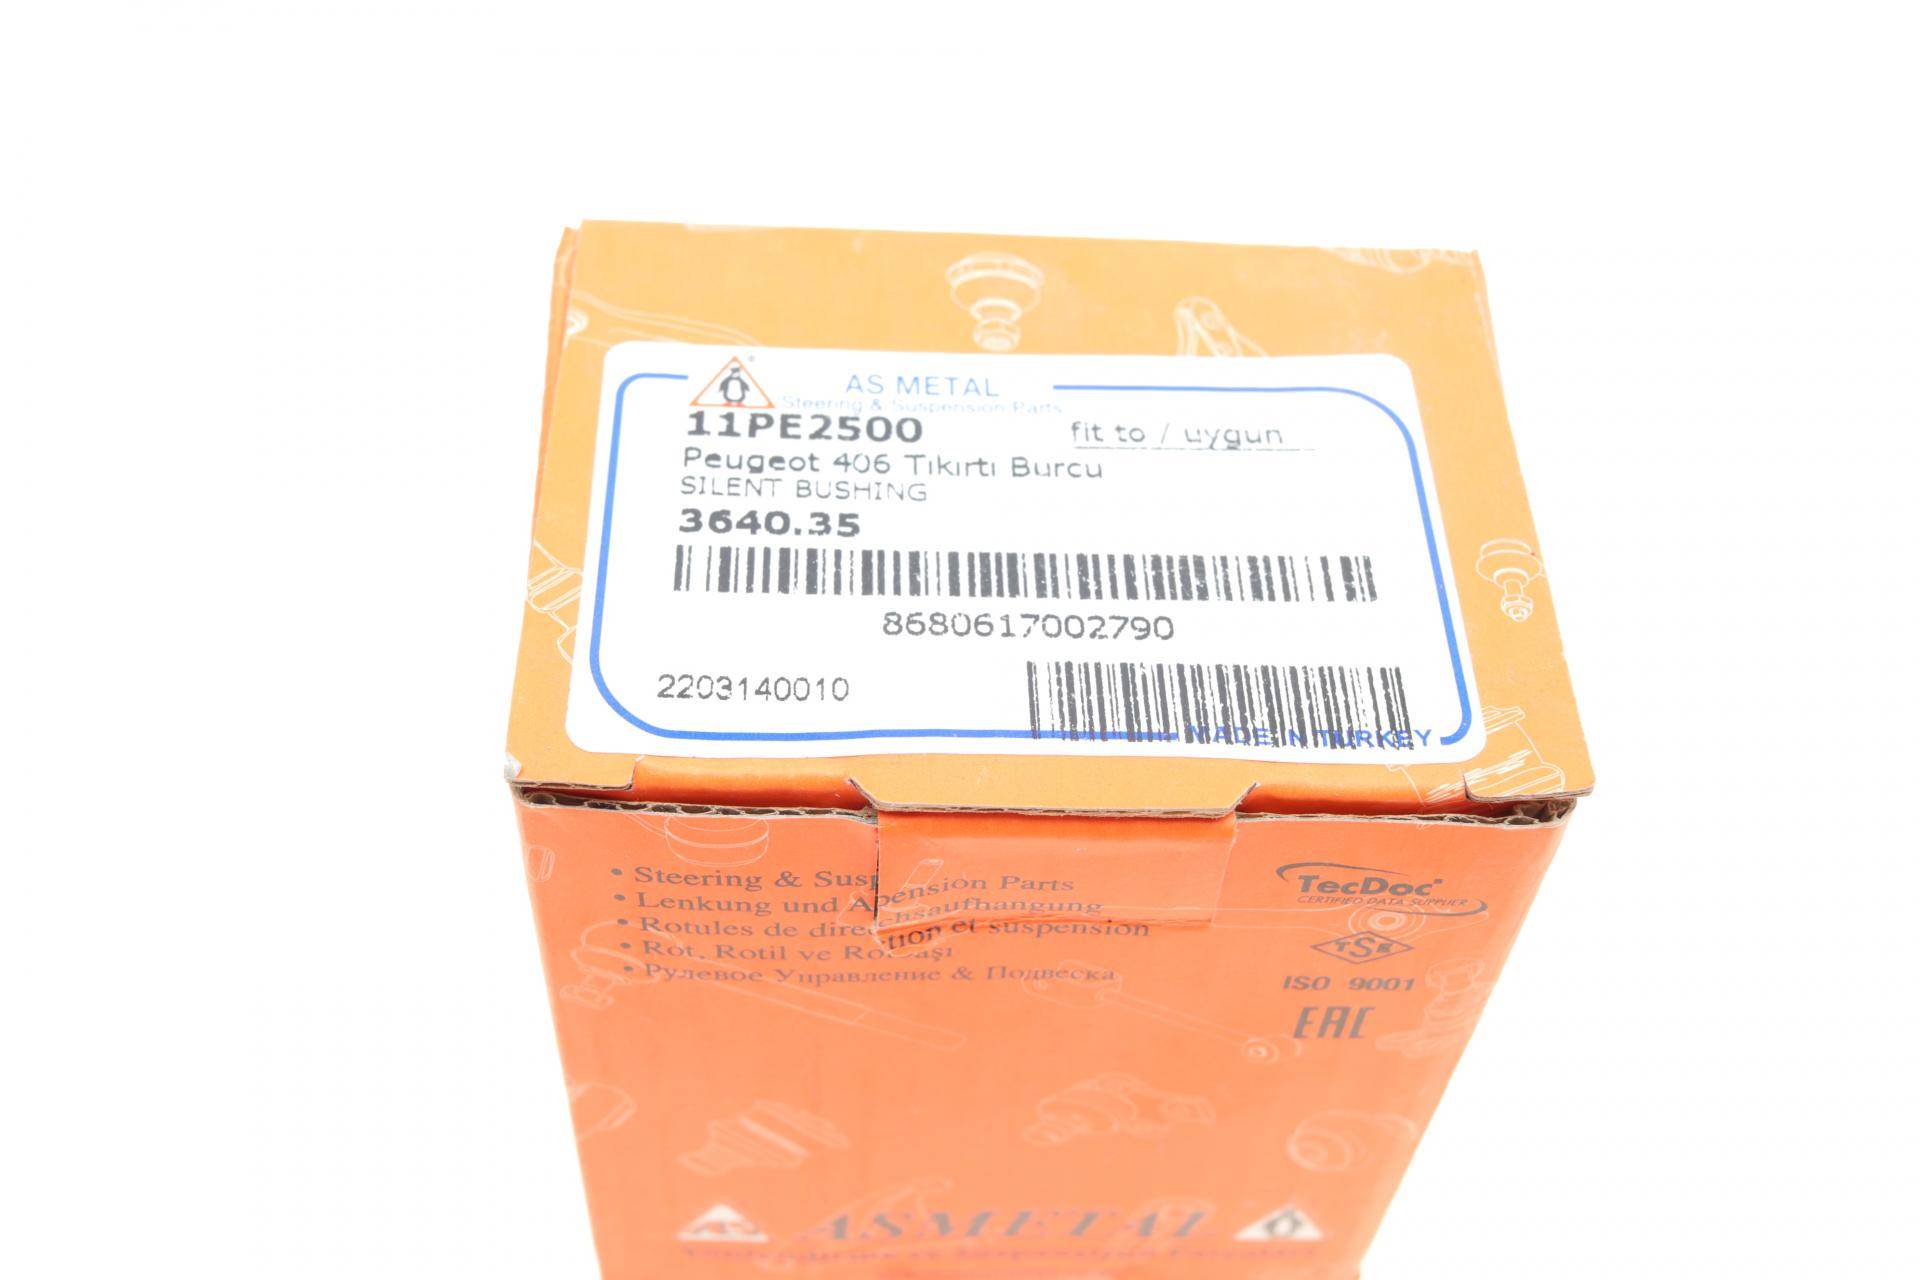 AS METAL
Steering & Suspension Parts
11PE2500
fit to / uygun
Peugeot 406 Tıkırtı Burcu
SILENT BUSHING
3640.35
8680617002790
2203140010
MADE IN TURKEY
• Steering & Suspension Parts
• Lenkung und Achsaufhangung
• Rotules de direction et suspension
• Rot, Rotil ve Rotbaşı
• Рулевое Управление & Подвеска
TecDoc
CERTIFIED DATA SUPPLIER
TSE
ISO 9001
EAC
ASMETAL